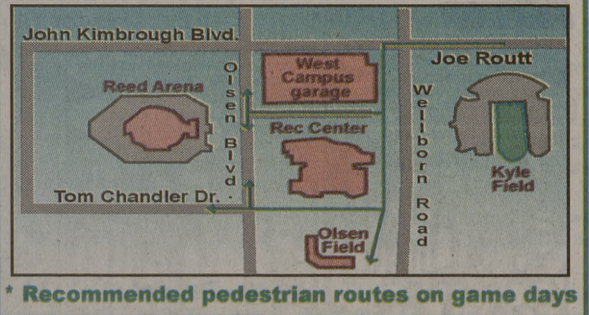 John Kimbrough Blvd.
Joe Routt
West
Campus
garage
Reed Arena
Olsen Blvd.
Wellborn Road
Rec Center
Kyle
Field
Tom Chandler Dr.
Olsen
Field
* Recommended pedestrian routes on game days